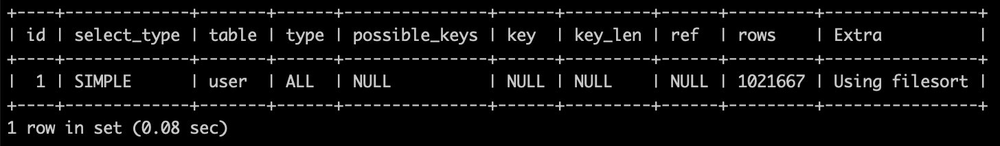 +----+-------------+-------+------+---------------+------+---------+------+---------+----------------+
| id | select_type | table | type | possible_keys | key  | key_len | ref  | rows    | Extra          |
+----+-------------+-------+------+---------------+------+---------+------+---------+----------------+
|  1 | SIMPLE      | user  | ALL  | NULL          | NULL | NULL    | NULL | 1021667 | Using filesort |
+----+-------------+-------+------+---------------+------+---------+------+---------+----------------+
1 row in set (0.08 sec)